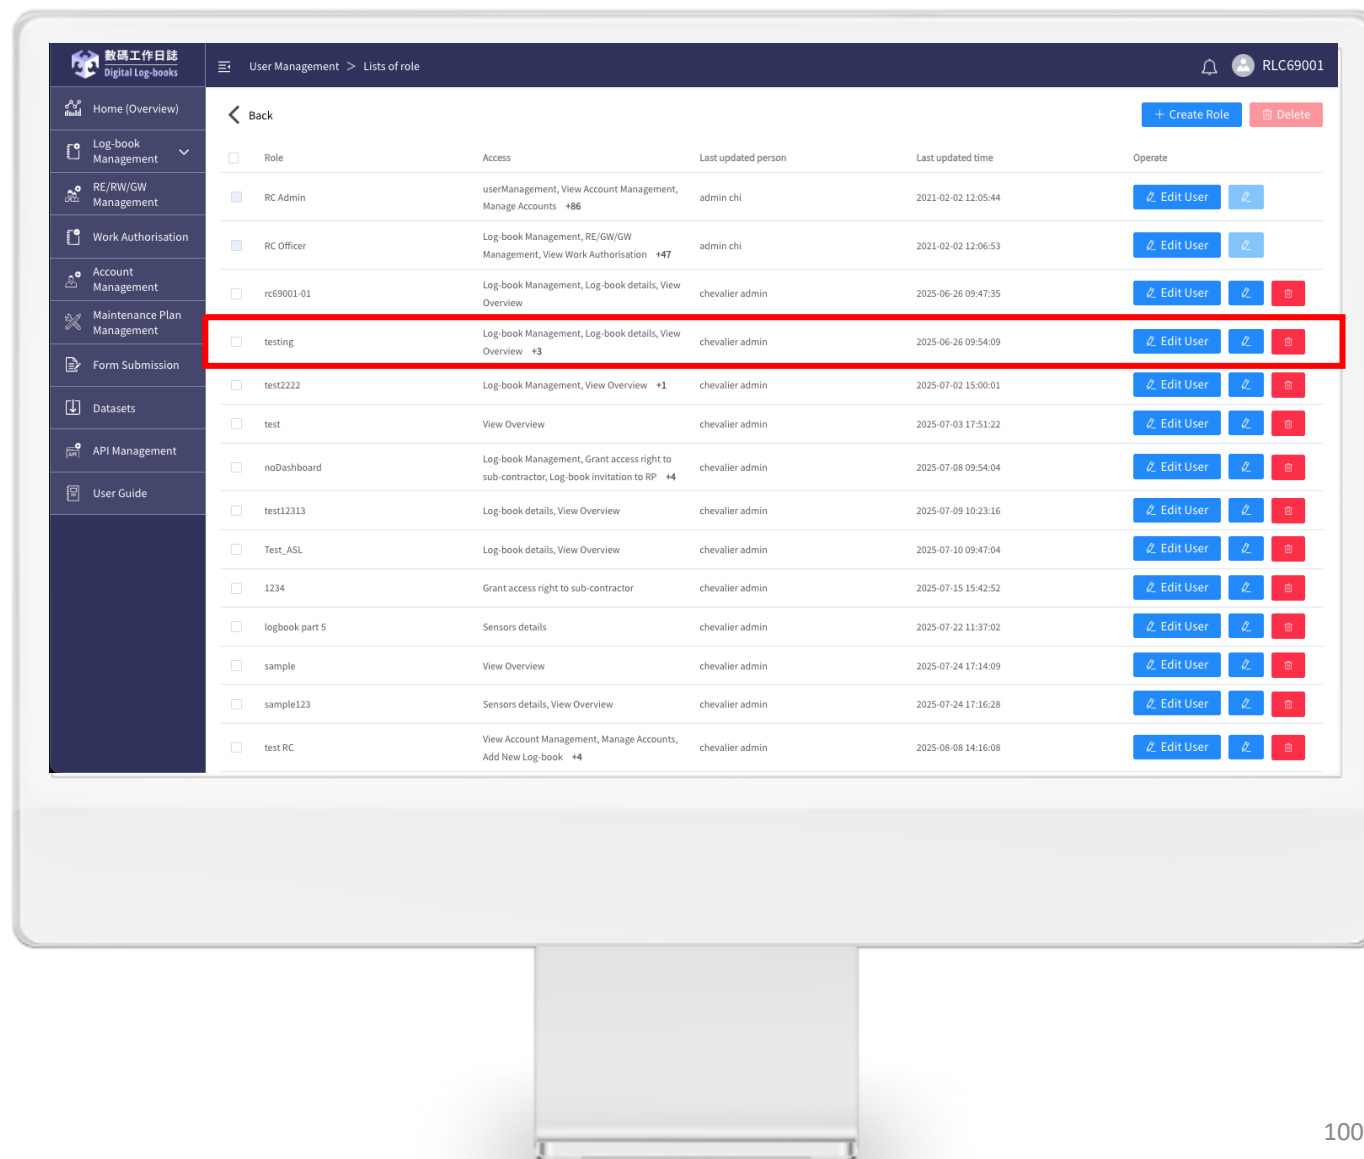 數碼工作日誌
Digital Log-books
User Management > Lists of role
RLC69001
Home (Overview)
Log-book
Management
RE/RW/GW
Management
Work Authorisation
Account
Management
Maintenance Plan
Management
Form Submission
Datasets
API Management
User Guide
Back
+ Create Role
Delete
Role Access Last updated person Last updated time Operate
RC Admin userManagement, View Account Management, admin chi 2021-02-02 12:05:44 Edit User
Manage Accounts +86
RC Officer Log-book Management, RE/GW/GW admin chi 2021-02-02 12:06:53 Edit User
Management, View Work Authorisation +47
rc69001-01 Log-book Management, Log-book details, View chevalier admin 2025-06-26 09:47:35 Edit User
Overview
testing Log-book Management, Log-book details, View chevalier admin 2025-06-26 09:54:09 Edit User
Overview +3
test2222 Log-book Management, View Overview +1 chevalier admin 2025-07-02 15:00:01 Edit User
test View Overview chevalier admin 2025-07-03 17:51:22 Edit User
noDashboard Log-book Management, Grant access right to chevalier admin 2025-07-08 09:54:04 Edit User
sub-contractor, Log-book invitation to RP +4
test12313 Log-book details, View Overview chevalier admin 2025-07-09 10:23:16 Edit User
Test_ASL Log-book details, View Overview chevalier admin 2025-07-10 09:47:04 Edit User
1234 Grant access right to sub-contractor chevalier admin 2025-07-15 15:42:52 Edit User
logbook part 5 Sensors details chevalier admin 2025-07-22 11:37:02 Edit User
sample View Overview chevalier admin 2025-07-24 17:14:09 Edit User
sample123 Sensors details, View Overview chevalier admin 2025-07-24 17:16:28 Edit User
test RC View Account Management, Manage Accounts, chevalier admin 2025-08-08 14:16:08 Edit User
Add New Log-book +4
100